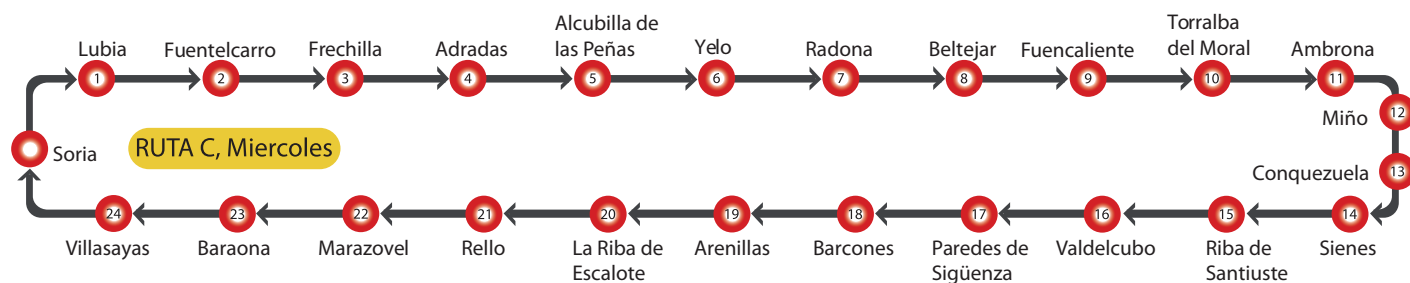 Alcubilla de
las Peñas
Torralba
del Moral
Lubia
Fuentelcarro
Frechilla
Adradas
Yelo
Radona
Beltejar
Fuencaliente
Ambrona
1
2
3
4
5
6
7
8
9
10
11
12
Miño
Soria
RUTA C, Miercoles
Conquezuela
13
24
23
22
21
20
19
18
17
16
15
14
Villasayas
Baraona
Marazovel
Rello
La Riba de
Escalote
Arenillas
Barcones
Paredes de
Sigüenza
Valdelcubo
Riba de
Santiuste
Sienes